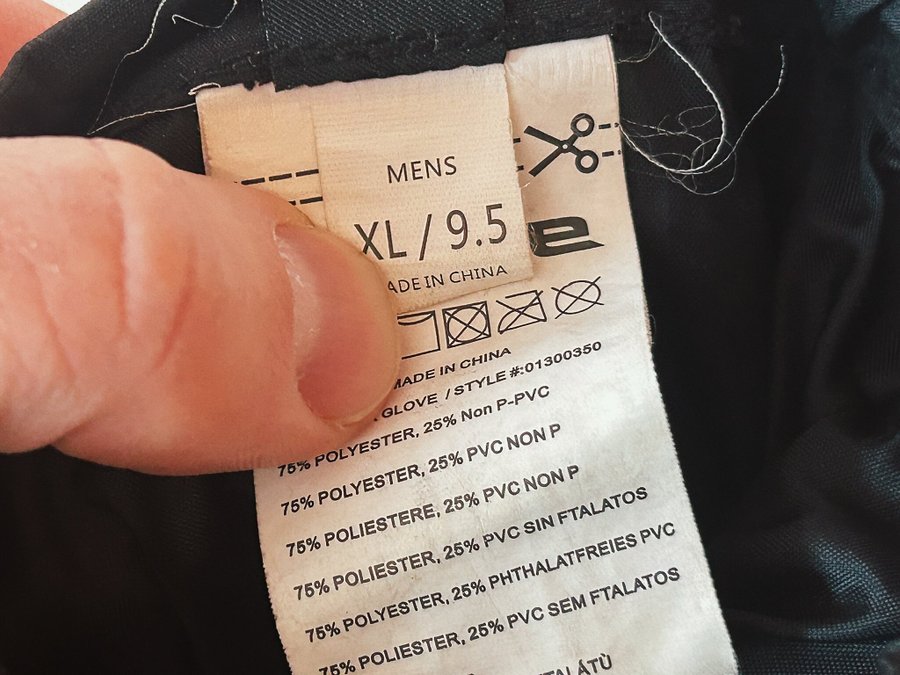 MENS
XL / 9.5
ADE IN CHINA
e
MADE IN CHINA
GLOVE / STYLE #:01300350
75% POLYESTER, 25% Non P-PVC
75% POLYESTER, 25% PVC NON P
75% POLIESTERE, 25% PVC NON P
75% POLIESTER, 25% PVC SIN FTALATOS
75% POLYESTER, 25% PHTHALATFREIES PVC
75% POLIESTER, 25% PVC SEM FTALATOS